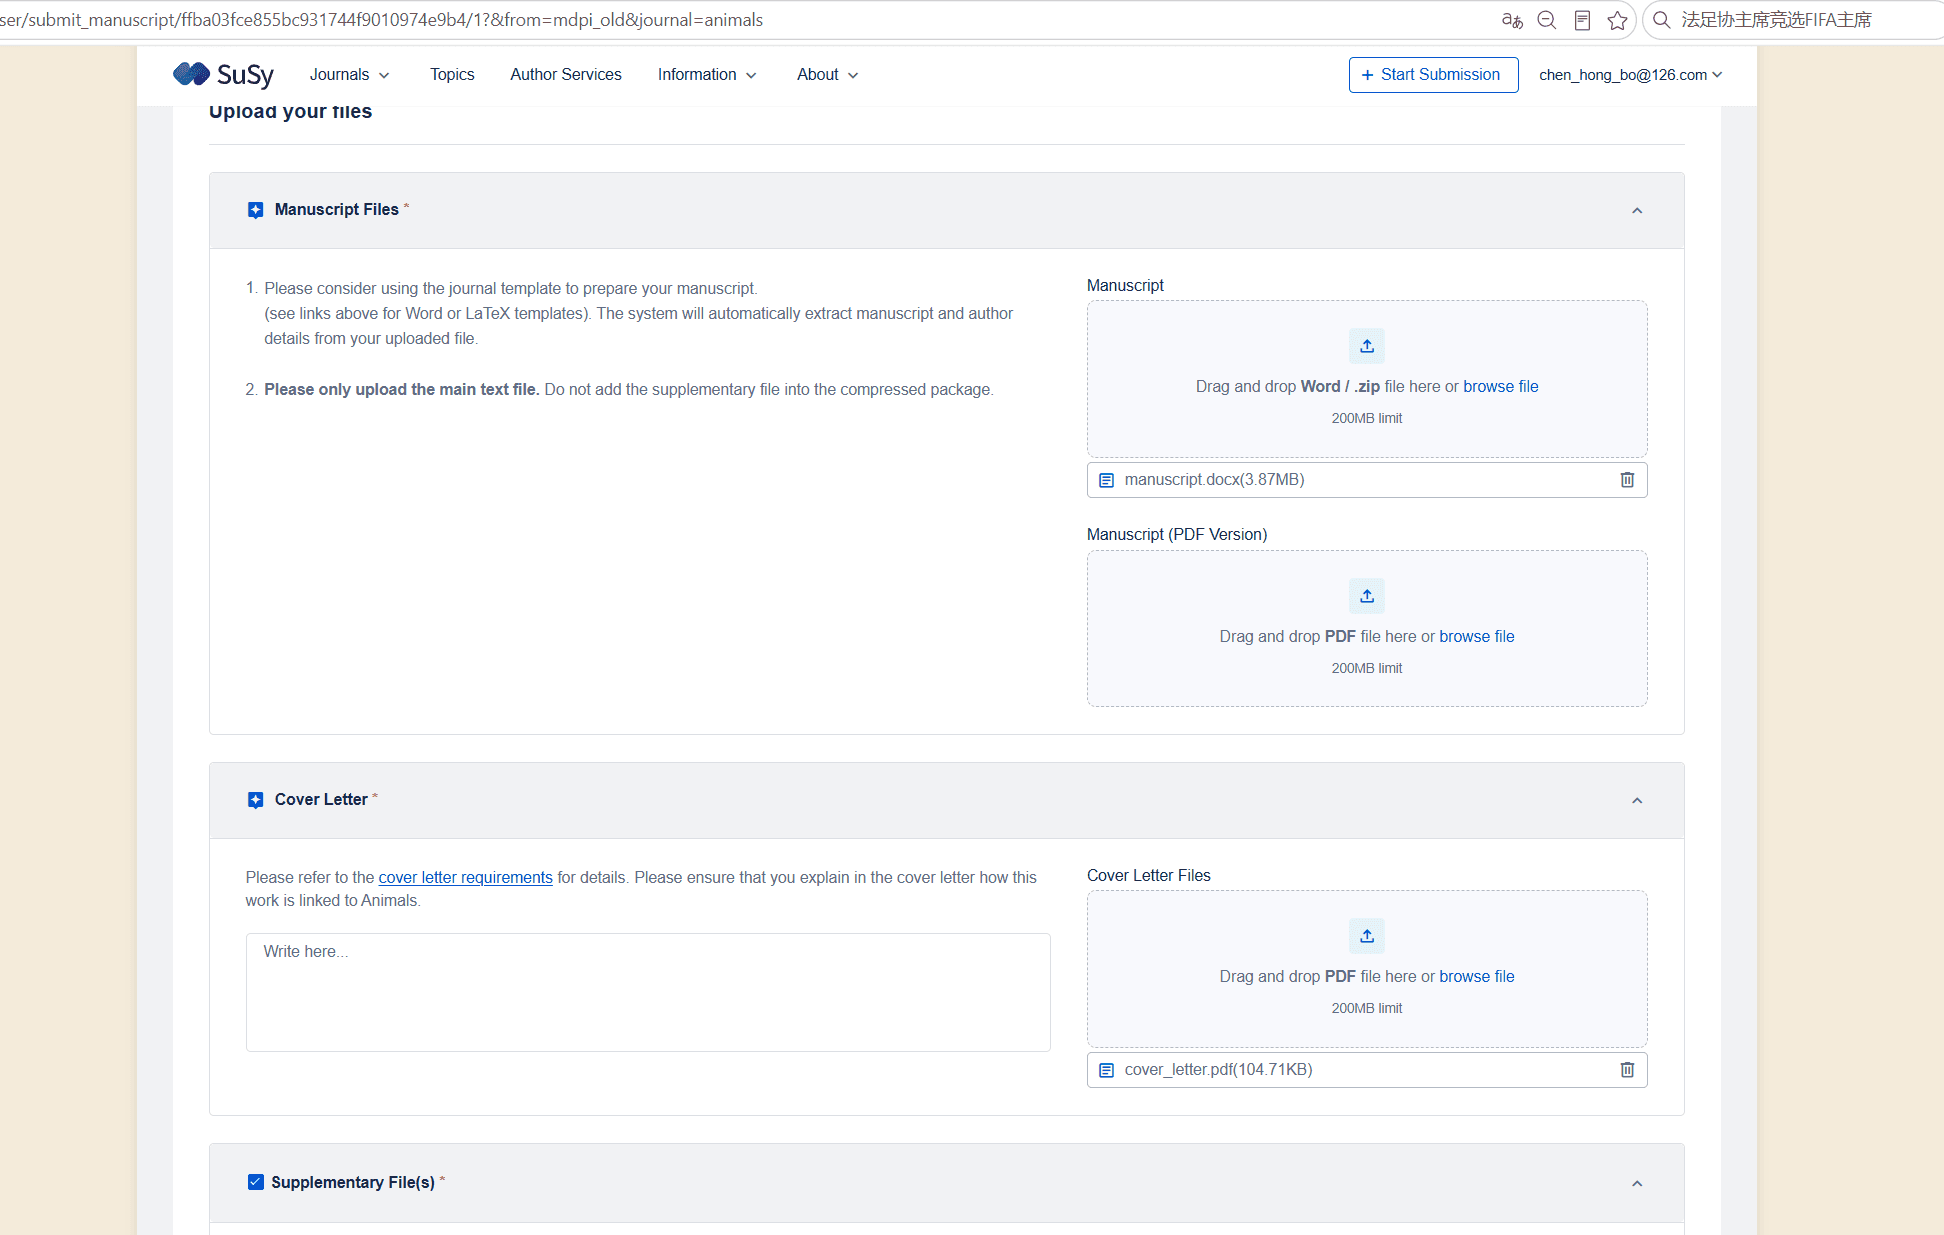 ser/submit_manuscript/ffba03fce855bc931744f9010974e9b4/1?&from=mdpi_old&journal=animals
法足协主席竞选FIFA主席
SuSy
Journals
Topics
Author Services
Information
About
+ Start Submission
chen_hong_bo@126.com
Upload your files
Manuscript Files *
1. Please consider using the journal template to prepare your manuscript.
(see links above for Word or LaTeX templates). The system will automatically extract manuscript and author
details from your uploaded file.
2. Please only upload the main text file. Do not add the supplementary file into the compressed package.
Manuscript
Drag and drop Word / .zip file here or browse file
200MB limit
manuscript.docx(3.87MB)
Manuscript (PDF Version)
Drag and drop PDF file here or browse file
200MB limit
Cover Letter *
Please refer to the cover letter requirements for details. Please ensure that you explain in the cover letter how this
work is linked to Animals.
Write here...
Cover Letter Files
Drag and drop PDF file here or browse file
200MB limit
cover_letter.pdf(104.71KB)
Supplementary File(s) *